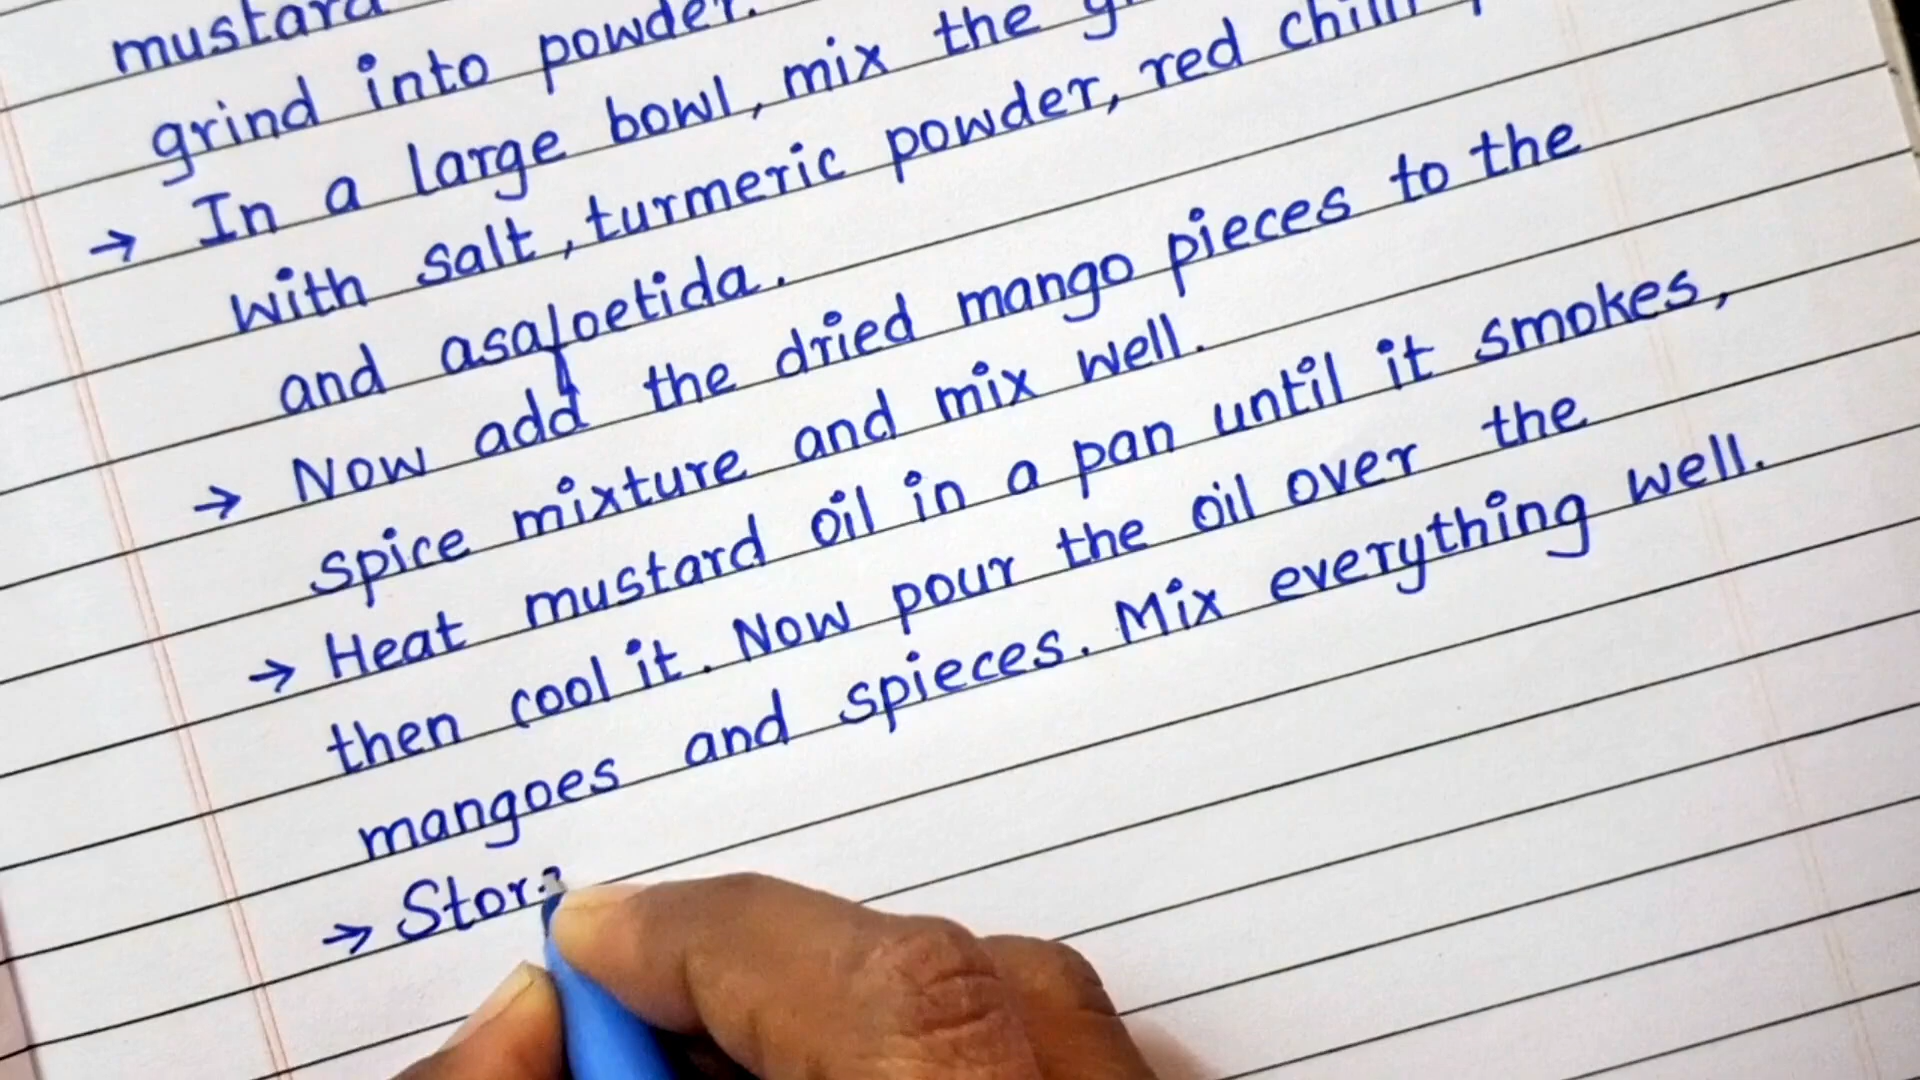 mustard
grind into powder.
→ In a large bowl, mix the
with salt, turmeric powder, red chilli
and asafoetida.
→ Now add the dried mango pieces to the
spice mixture and mix well.
→ Heat mustard oil in a pan until it smokes,
then cool it. Now pour the oil over the
mangoes and spieces. Mix everything well.
→ Stor